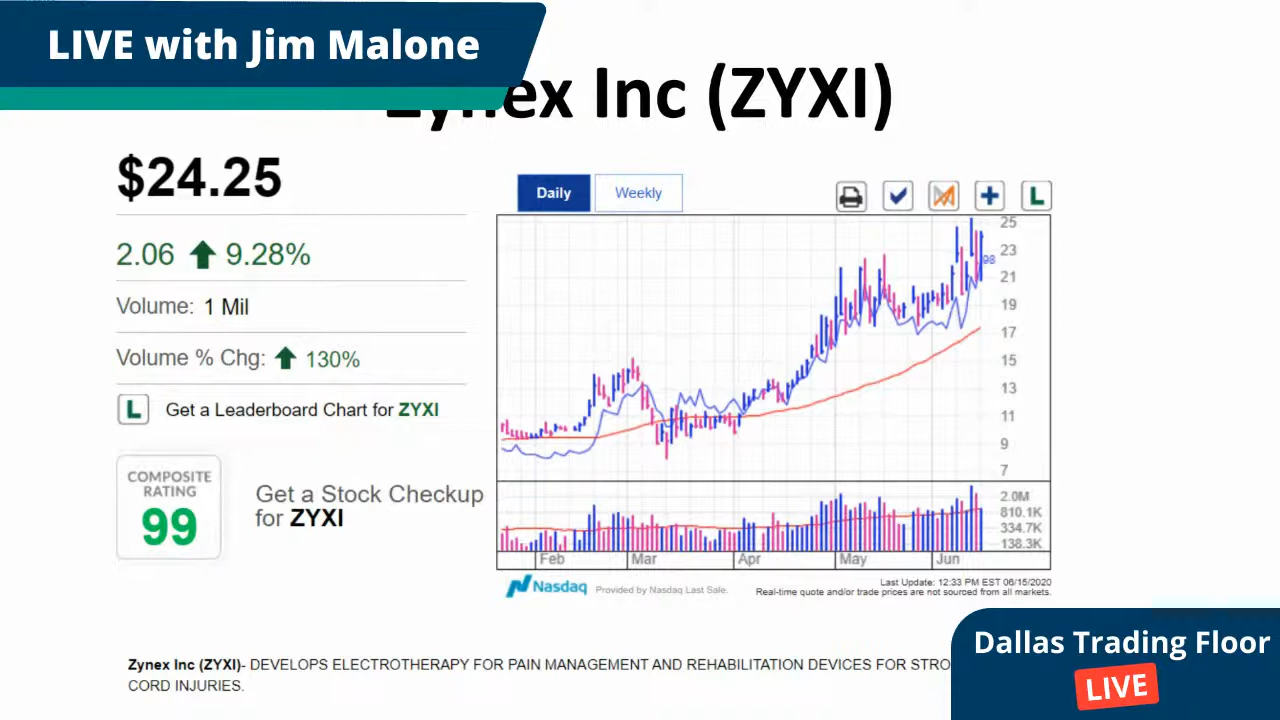 LIVE with Jim Malone
Zynex Inc (ZYXI)
$24.25
2.06 9.28%
Volume: 1 Mil
Volume % Chg: 130%
L Get a Leaderboard Chart for ZYXI
COMPOSITE
RATING
99
Get a Stock Checkup
for ZYXI
Daily Weekly
L
25
23
98
21
19
17
15
13
11
9
7
2.0M
810.1K
334.7K
138.3K
Feb Mar Apr May Jun
Nasdaq Provided by Nasdaq Last Sale.
Last Update: 12:33 PM EST 06/15/2020
Real-time quote and/or trade prices are not sourced from all markets.
Zynex Inc (ZYXI)- DEVELOPS ELECTROTHERAPY FOR PAIN MANAGEMENT AND REHABILITATION DEVICES FOR STRO
CORD INJURIES.
Dallas Trading Floor
LIVE